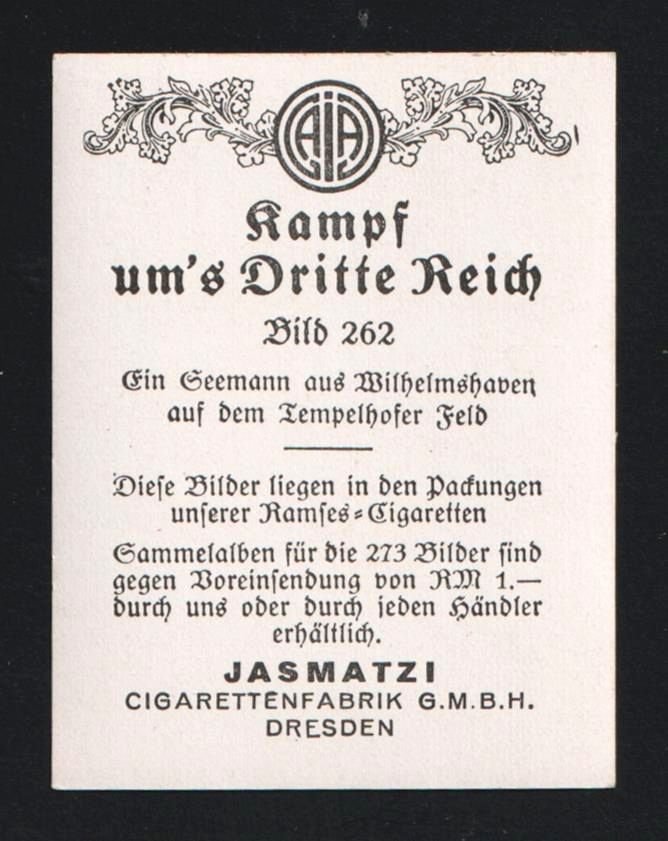 Kampf
um's Dritte Reich
Bild 262
Ein Seemann aus Wilhelmshaven
auf dem Tempelhofer Feld
Diese Bilder liegen in den Packungen
unserer Ramses-Cigaretten
Sammelalben für die 273 Bilder sind
gegen Voreinsendung von RM 1.—
durch uns oder durch jeden Händler
erhältlich.
JASMATZI
CIGARETTENFABRIK G.M.B.H.
DRESDEN